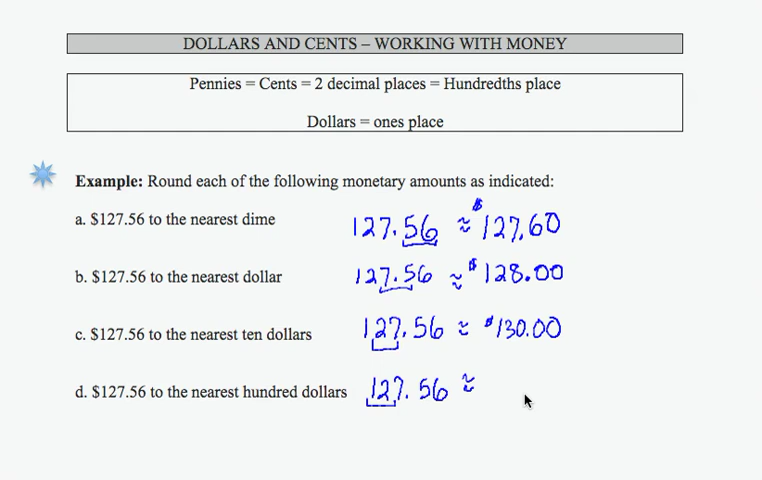 DOLLARS AND CENTS – WORKING WITH MONEY
Pennies = Cents = 2 decimal places = Hundredths place
Dollars = ones place
Example: Round each of the following monetary amounts as indicated:
a. $127.56 to the nearest dime 127.56 ≈ $127.60
b. $127.56 to the nearest dollar 127.56 ≈ $128.00
c. $127.56 to the nearest ten dollars 127.56 ≈ $130.00
d. $127.56 to the nearest hundred dollars 127.56 ≈